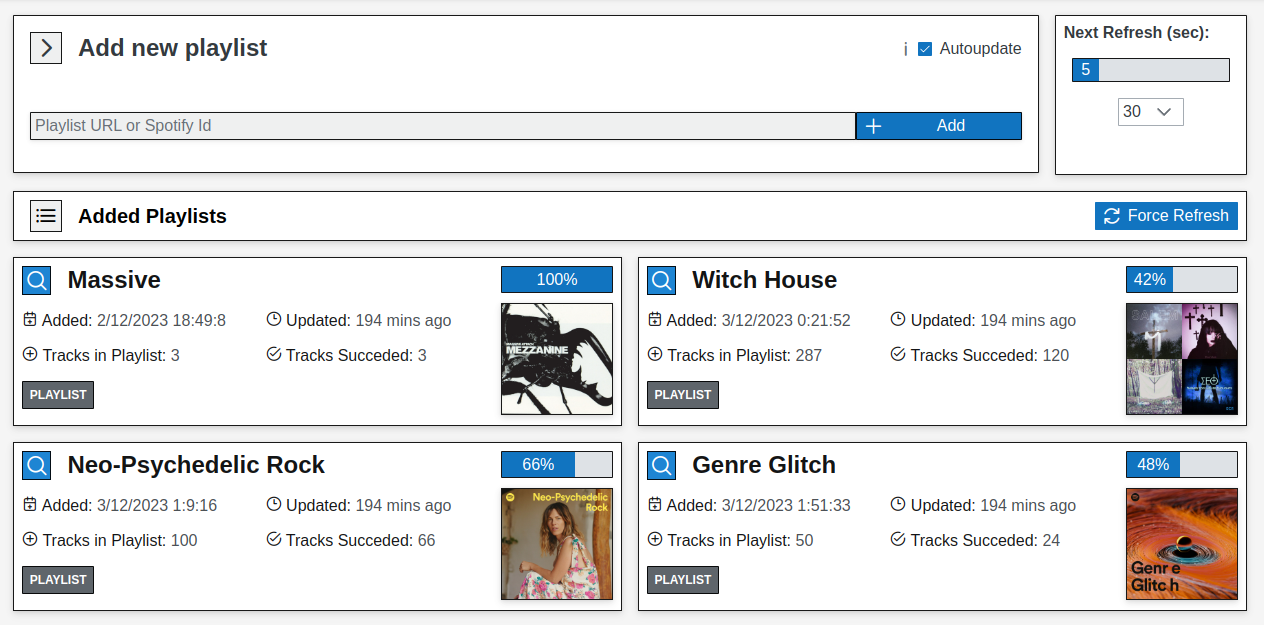 Add new playlist
i Autoupdate
Playlist URL or Spotify Id
Add
Next Refresh (sec):
5
30
Added Playlists
Force Refresh
Massive
100%
Added: 2/12/2023 18:49:8
Updated: 194 mins ago
Tracks in Playlist: 3
Tracks Succeded: 3
PLAYLIST
MEZZANINE
Witch House
42%
Added: 3/12/2023 0:21:52
Updated: 194 mins ago
Tracks in Playlist: 287
Tracks Succeded: 120
PLAYLIST
Neo-Psychedelic Rock
66%
Added: 3/12/2023 1:9:16
Updated: 194 mins ago
Tracks in Playlist: 100
Tracks Succeded: 66
PLAYLIST
Neo-Psychedelic
Rock
Genre Glitch
48%
Added: 3/12/2023 1:51:33
Updated: 194 mins ago
Tracks in Playlist: 50
Tracks Succeded: 24
PLAYLIST
Genre
Glitch